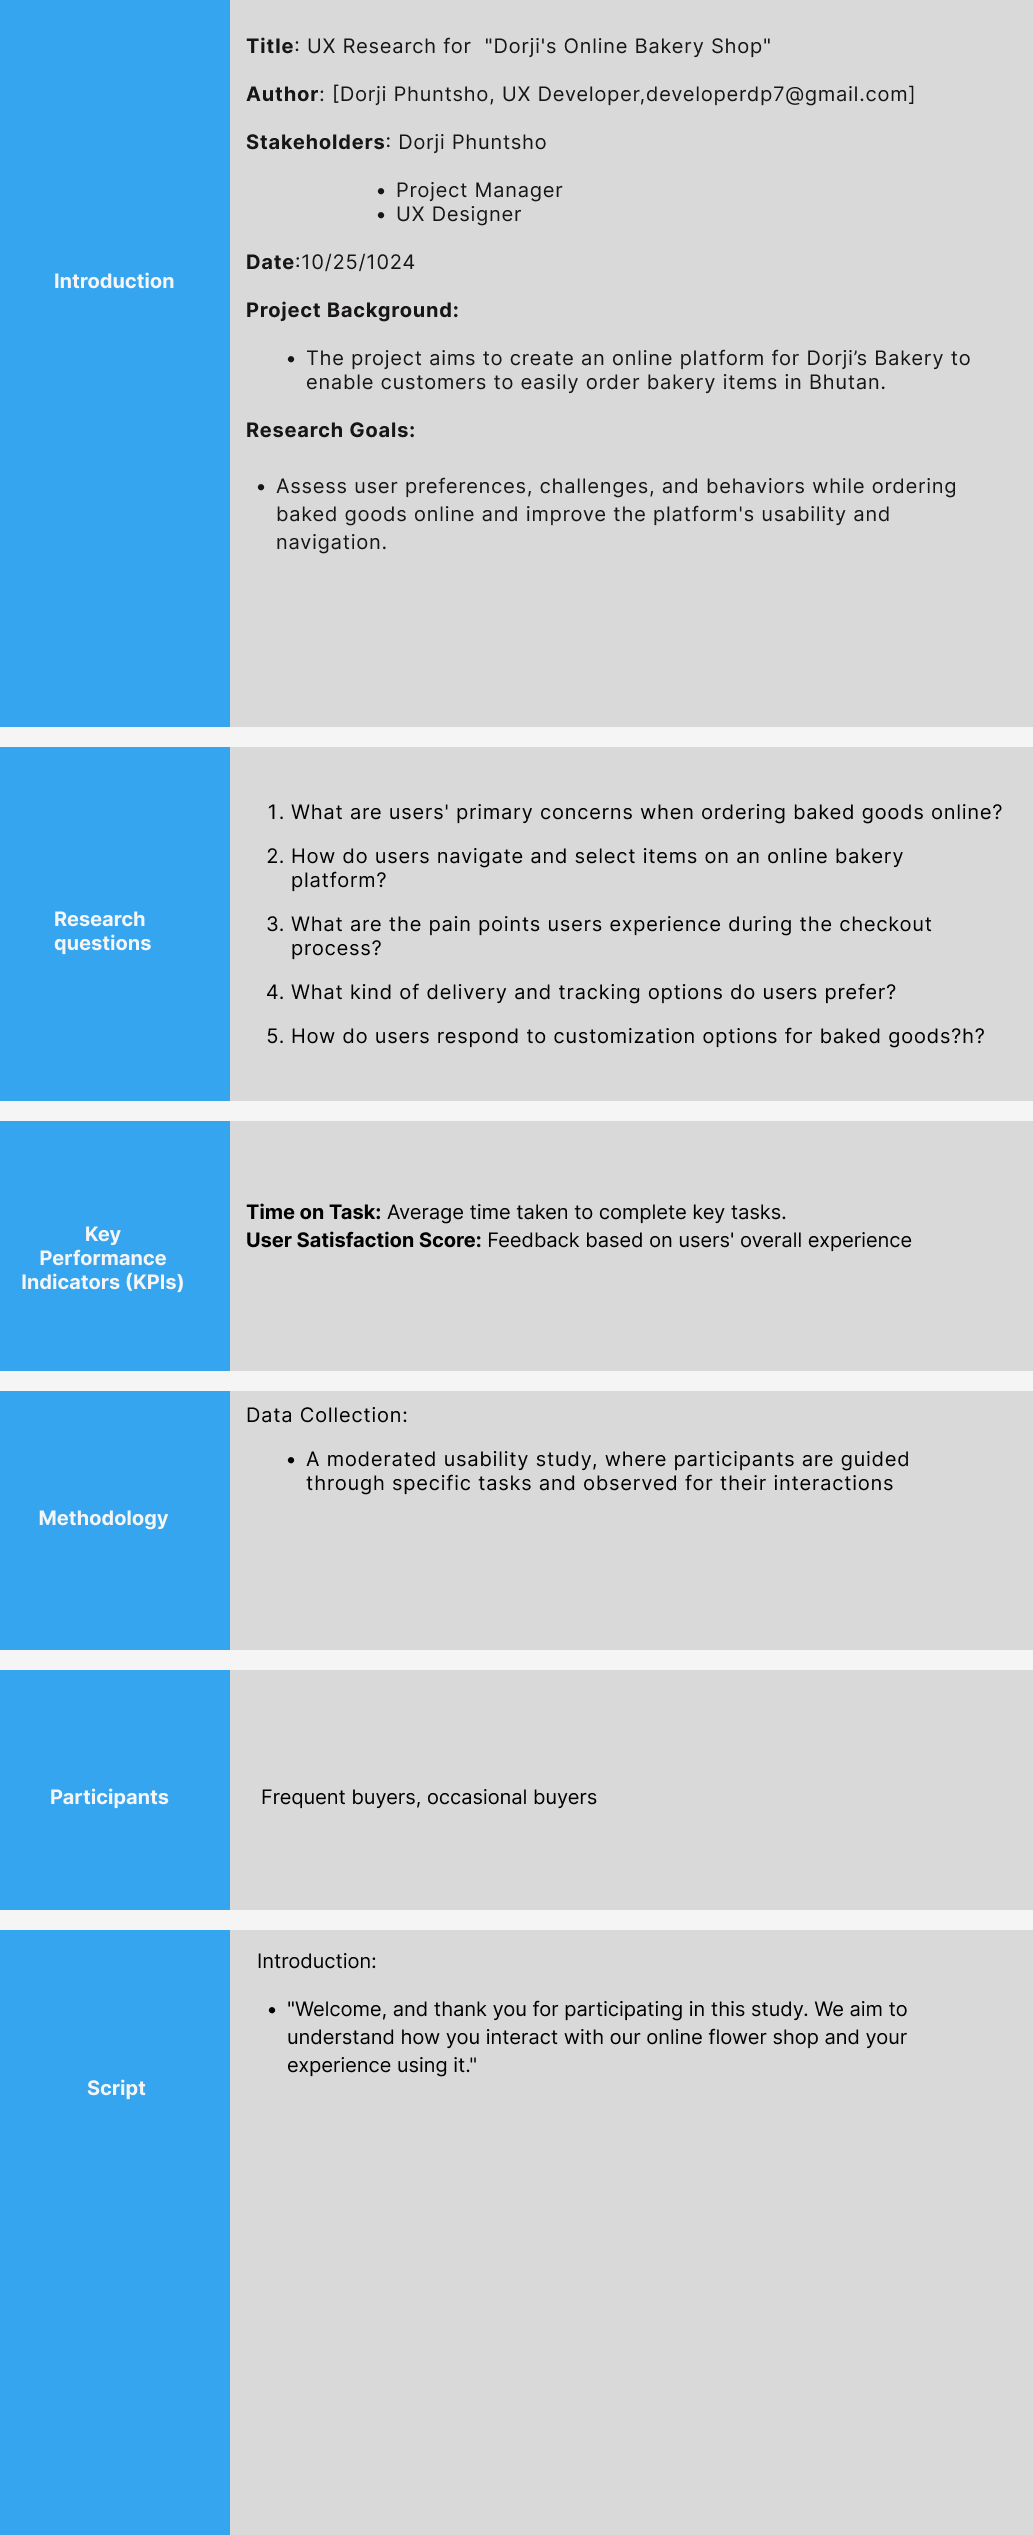 Introduction
Title: UX Research for  "Dorji's Online Bakery Shop"
Author: [Dorji Phuntsho, UX Developer,developerdp7@gmail.com]
Stakeholders: Dorji Phuntsho
• Project Manager
• UX Designer
Date:10/25/1024
Project Background:
• The project aims to create an online platform for Dorji’s Bakery to
enable customers to easily order bakery items in Bhutan.
Research Goals:
• Assess user preferences, challenges, and behaviors while ordering
baked goods online and improve the platform's usability and
navigation.
Research
questions
1. What are users' primary concerns when ordering baked goods online?
2. How do users navigate and select items on an online bakery
platform?
3. What are the pain points users experience during the checkout
process?
4. What kind of delivery and tracking options do users prefer?
5. How do users respond to customization options for baked goods?h?
Key
Performance
Indicators (KPIs)
Time on Task: Average time taken to complete key tasks.
User Satisfaction Score: Feedback based on users' overall experience
Methodology
Data Collection:
• A moderated usability study, where participants are guided
through specific tasks and observed for their interactions
Participants
Frequent buyers, occasional buyers
Script
Introduction:
• "Welcome, and thank you for participating in this study. We aim to
understand how you interact with our online flower shop and your
experience using it."